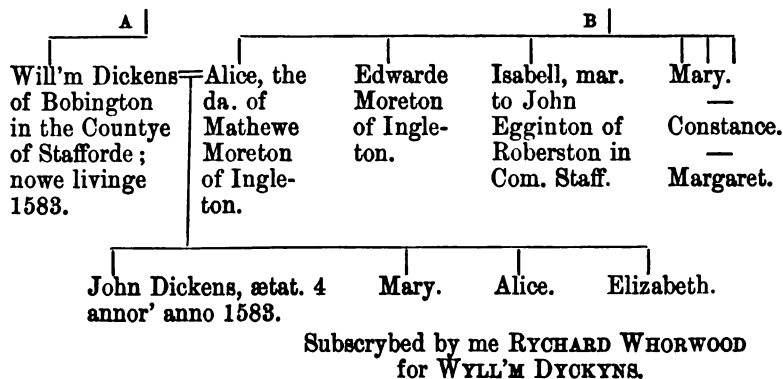 A B
Will'm Dickens
of Bobington
in the Countye
of Stafforde;
nowe livinge
1583.
Alice, the
da. of
Mathewe
Moreton
of Ingle-
ton.
Edwarde
Moreton
of Ingle-
ton.
Isabell, mar.
to John
Egginton of
Roberston in
Com. Staff.
Mary.
—
Constance.
—
Margaret.
John Dickens, ætat. 4
annor' anno 1583.
Mary.
Alice.
Elizabeth.
Subscrybed by me RYCHARD WHORWOOD
for WYLL'M DYCKYNS.